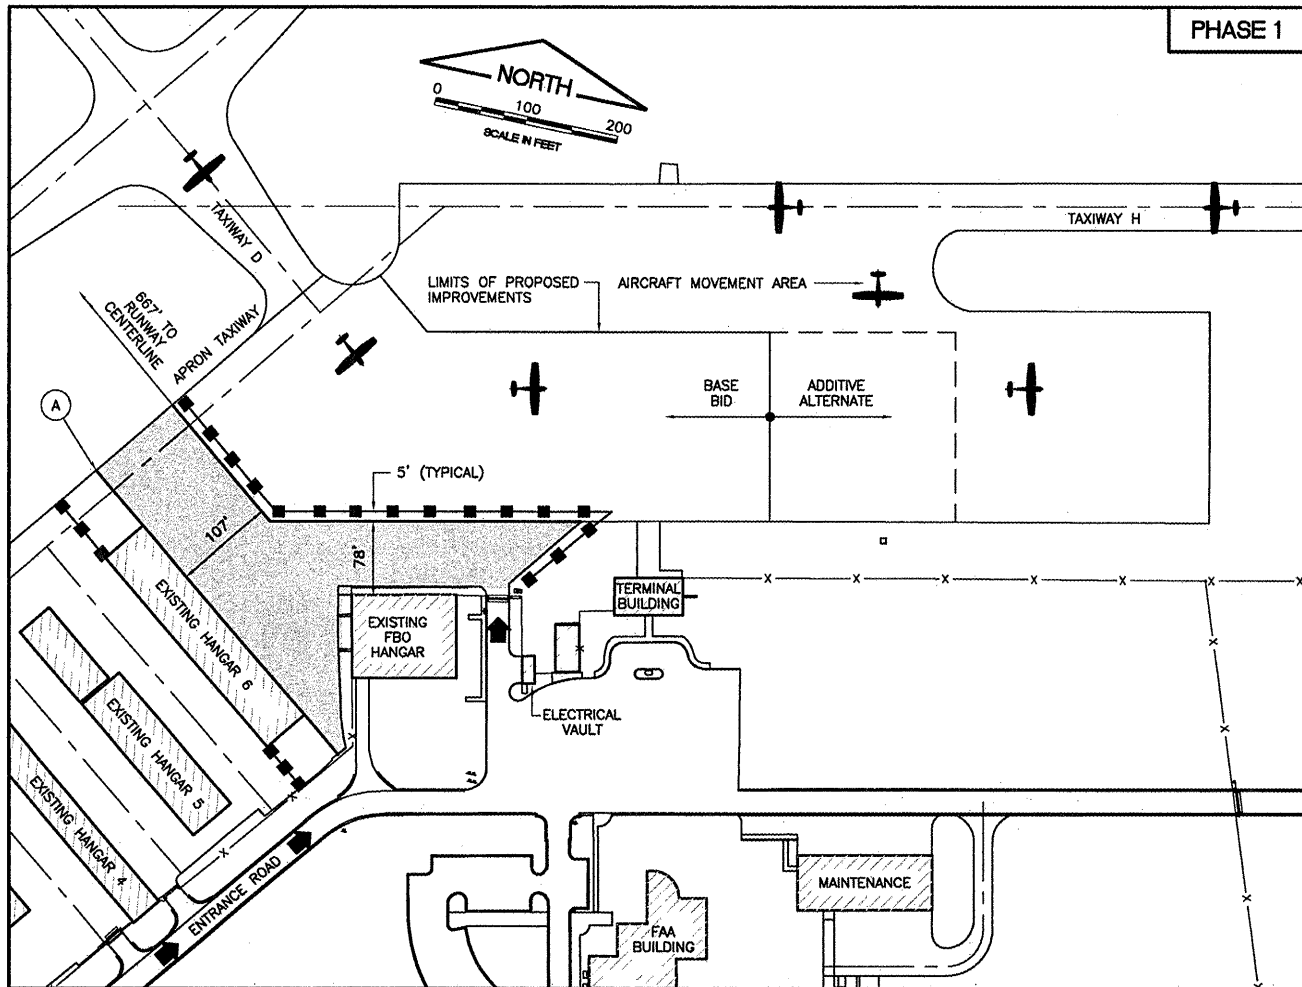 PHASE 1
NORTH
0 100 200
SCALE IN FEET
TAXIWAY D
TAXIWAY H
LIMITS OF PROPOSED
IMPROVEMENTS
AIRCRAFT MOVEMENT AREA
667' TO
RUNWAY
CENTERLINE
APRON TAXIWAY
A
BASE
BID
ADDITIVE
ALTERNATE
5' (TYPICAL)
107'
78'
EXISTING HANGAR 6
EXISTING
FBO
HANGAR
TERMINAL
BUILDING
EXISTING HANGAR 5
ELECTRICAL
VAULT
EXISTING HANGAR 4
ENTRANCE ROAD
MAINTENANCE
FAA
BUILDING